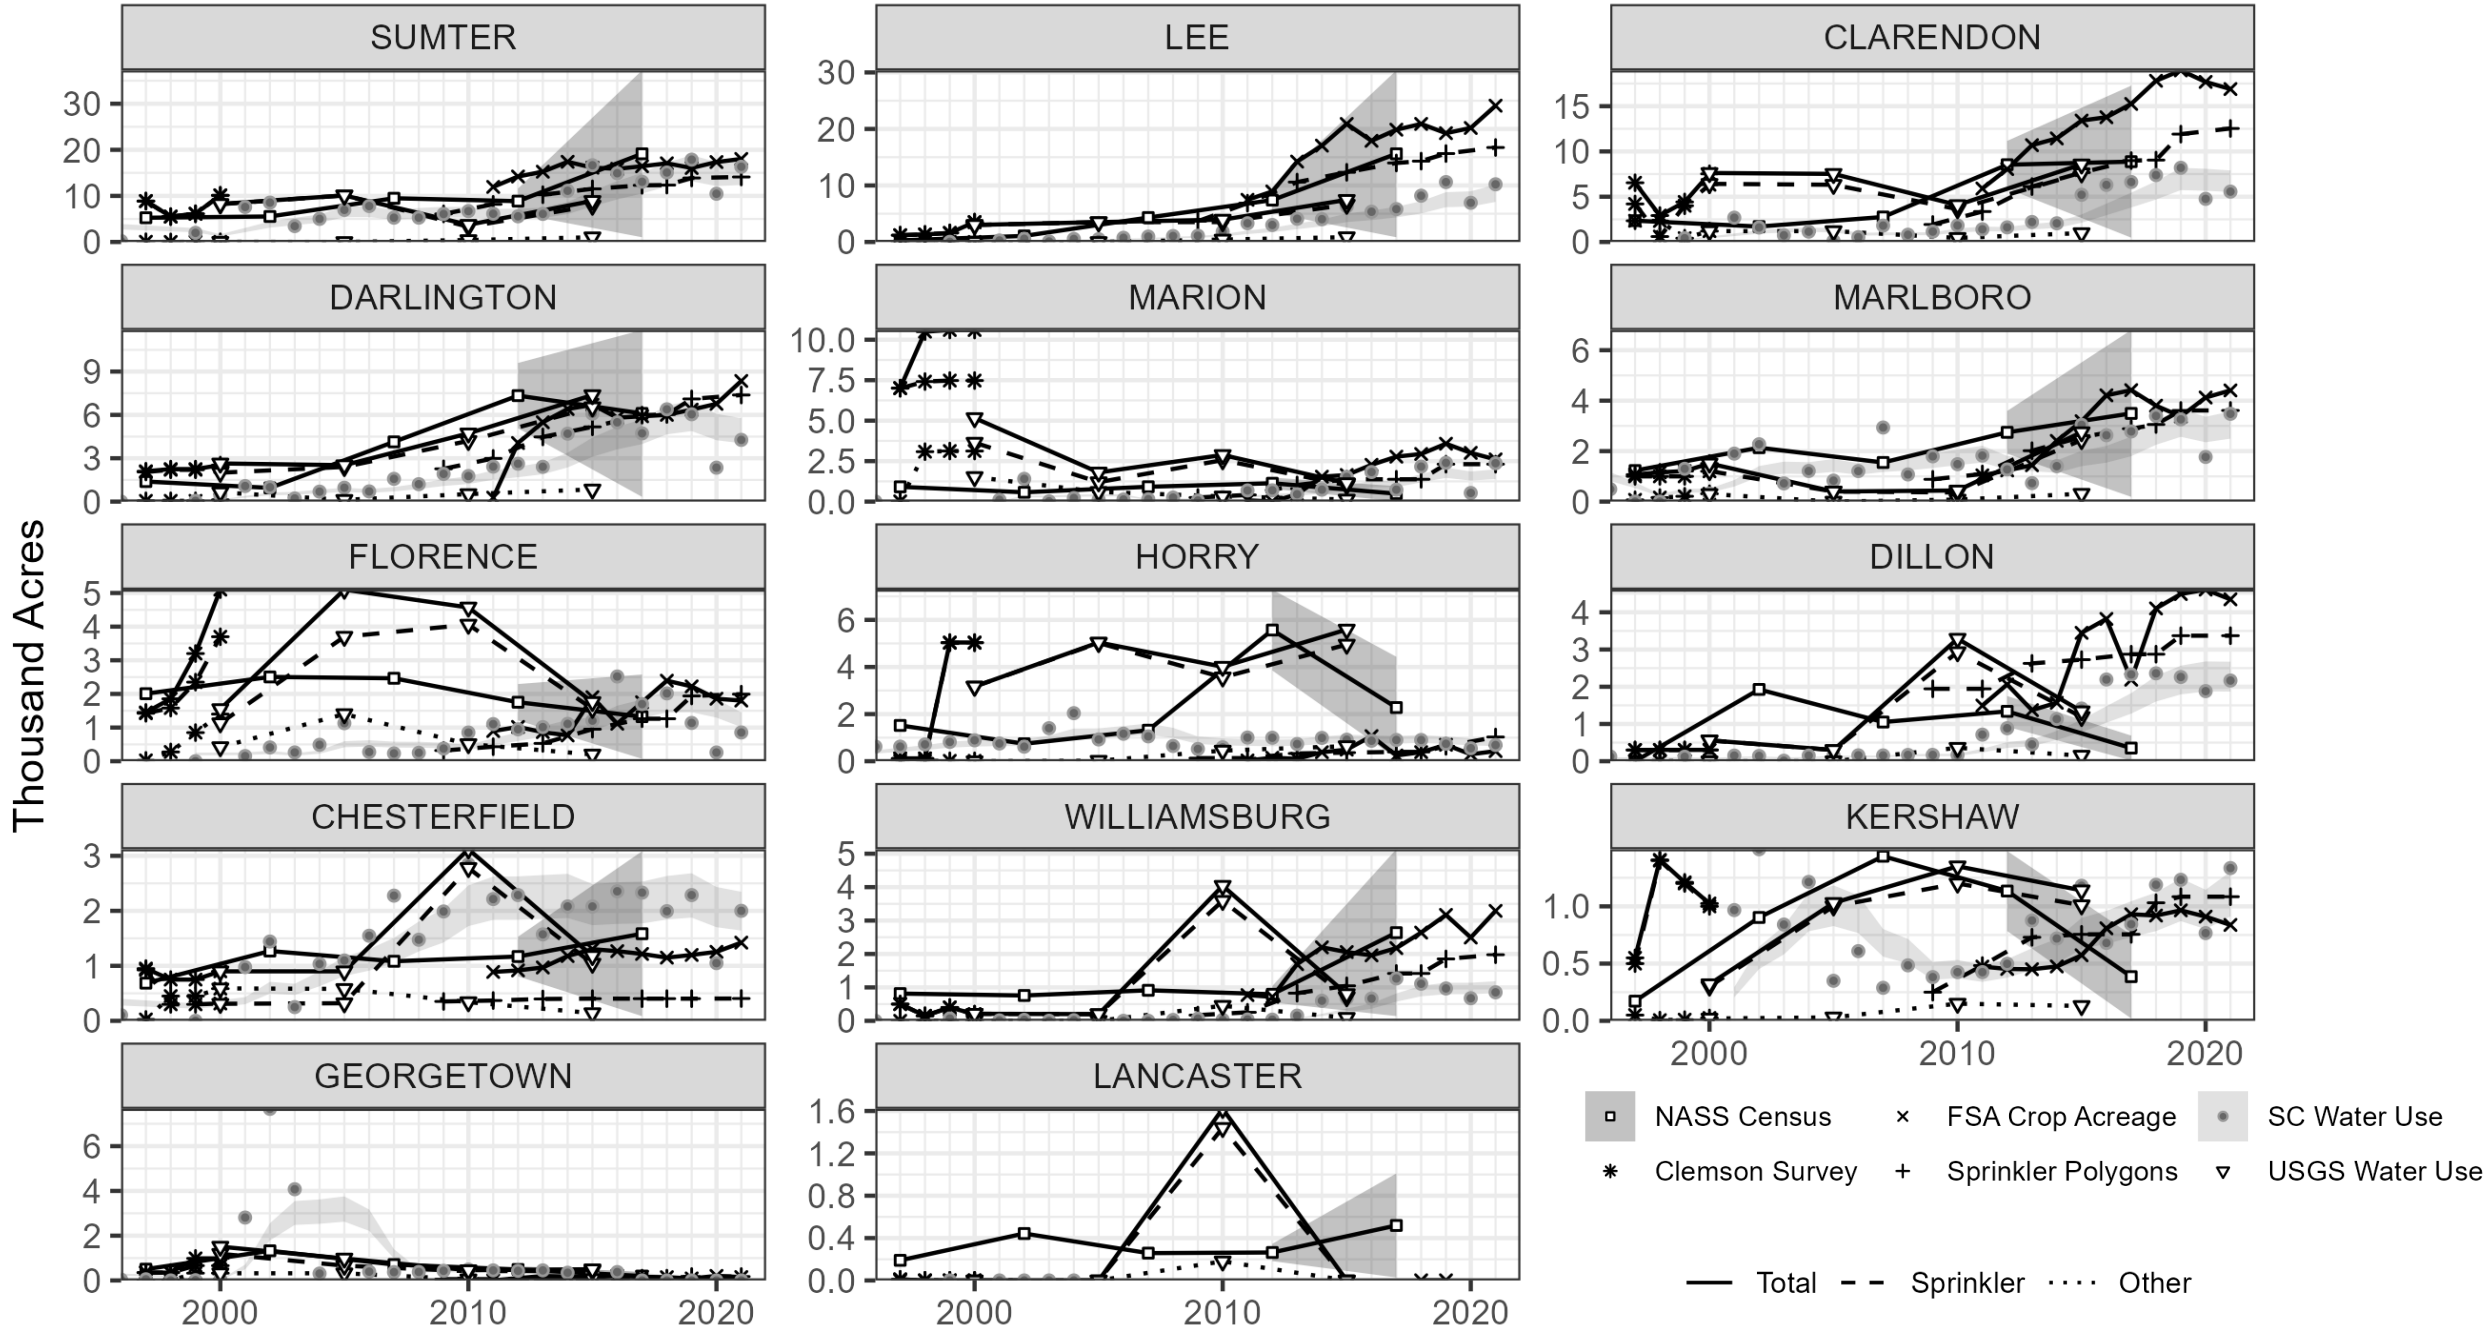 SUMTER
30
20
10
0
LEE
30
20
10
0
CLARENDON
15
10
5
0
DARLINGTON
9
6
3
0
MARION
10.0
7.5
5.0
2.5
0.0
MARLBORO
6
4
2
0
Thousand Acres
FLORENCE
5
4
3
2
1
0
HORRY
6
4
2
0
DILLON
4
3
2
1
0
CHESTERFIELD
3
2
1
0
WILLIAMSBURG
5
4
3
2
1
0
KERSHAW
1.0
0.5
0.0
2000 2010 2020
GEORGETOWN
6
4
2
0
2000 2010 2020
LANCASTER
1.6
1.2
0.8
0.4
0.0
2000 2010 2020
NASS Census FSA Crop Acreage SC Water Use
Clemson Survey Sprinkler Polygons USGS Water Use
Total Sprinkler Other